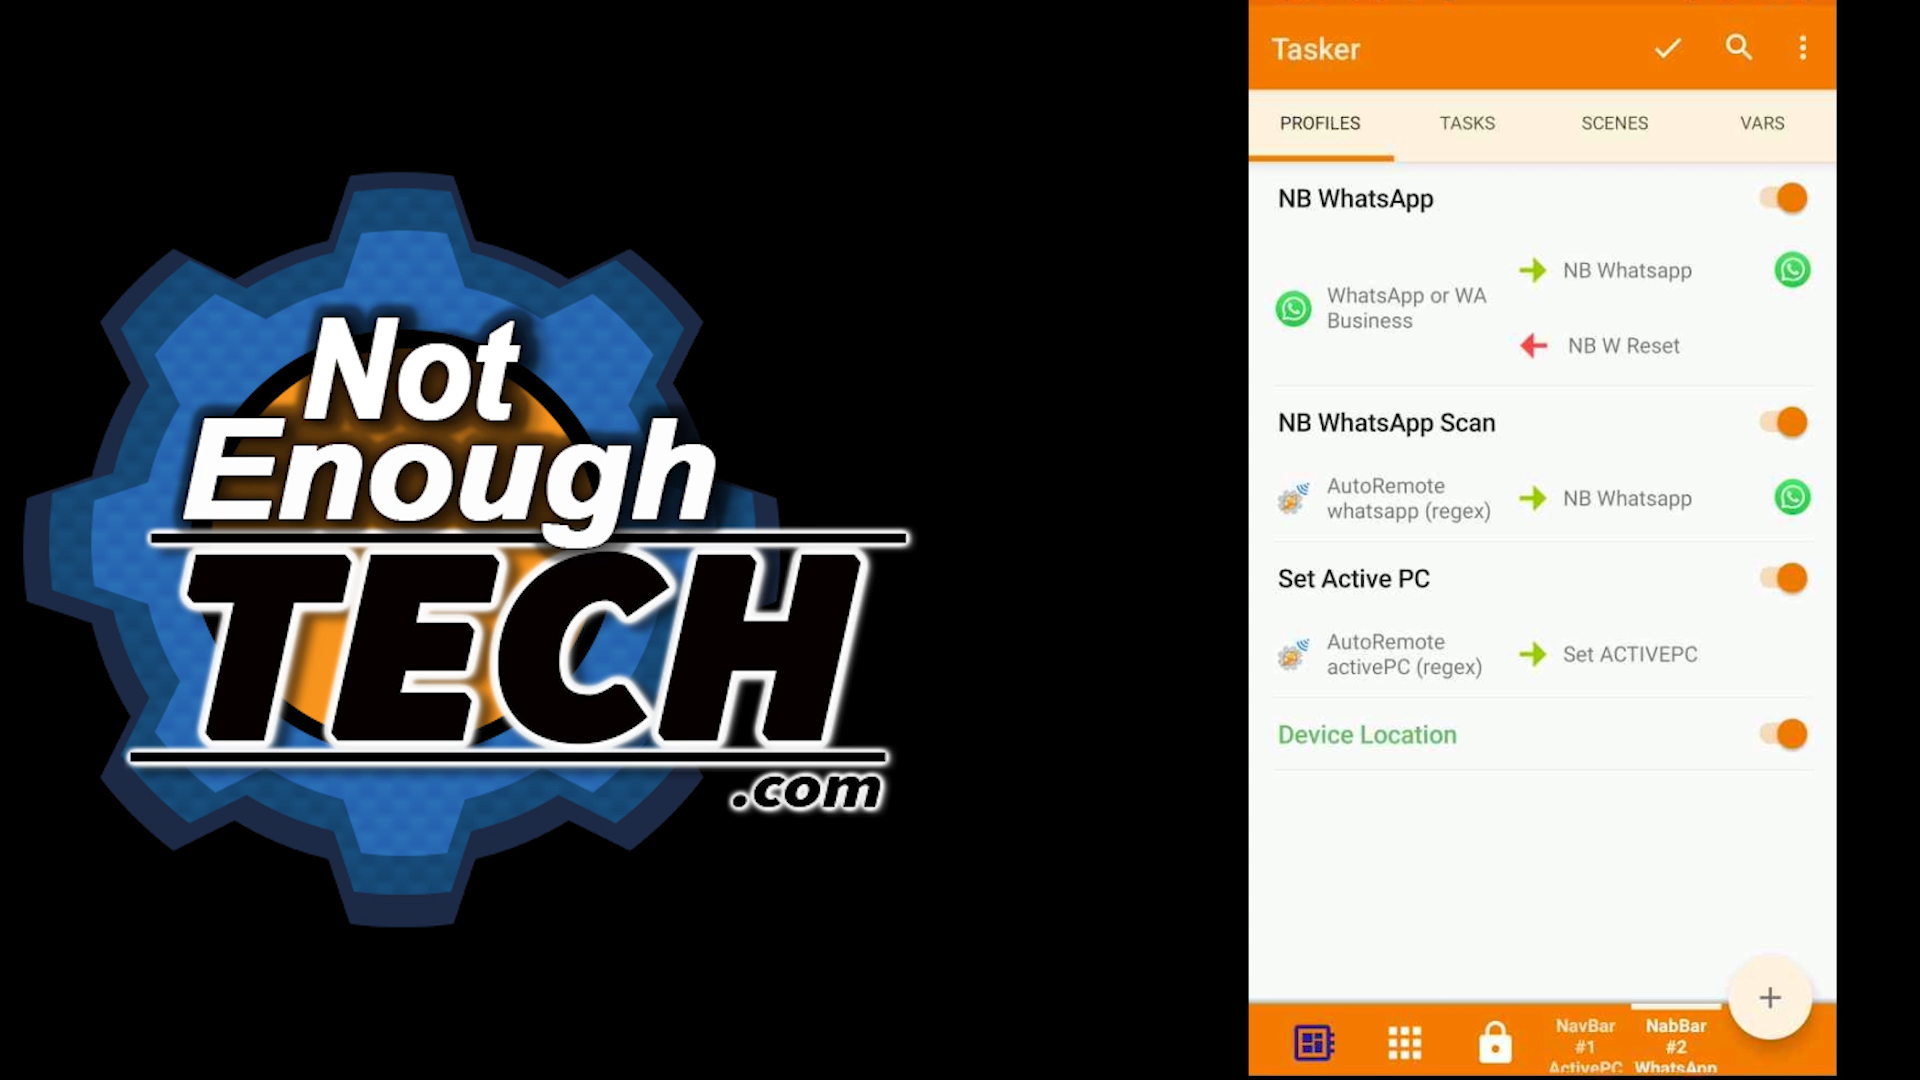 Not
Enough
TECH
.com
Tasker
PROFILES TASKS SCENES VARS
NB WhatsApp
WhatsApp or WA
Business
NB Whatsapp
NB W Reset
NB WhatsApp Scan
AutoRemote
whatsapp (regex)
NB Whatsapp
Set Active PC
AutoRemote
activePC (regex)
Set ACTIVEPC
Device Location
+
NavBar
#1
ActivePC
NabBar
#2
WhatsApp